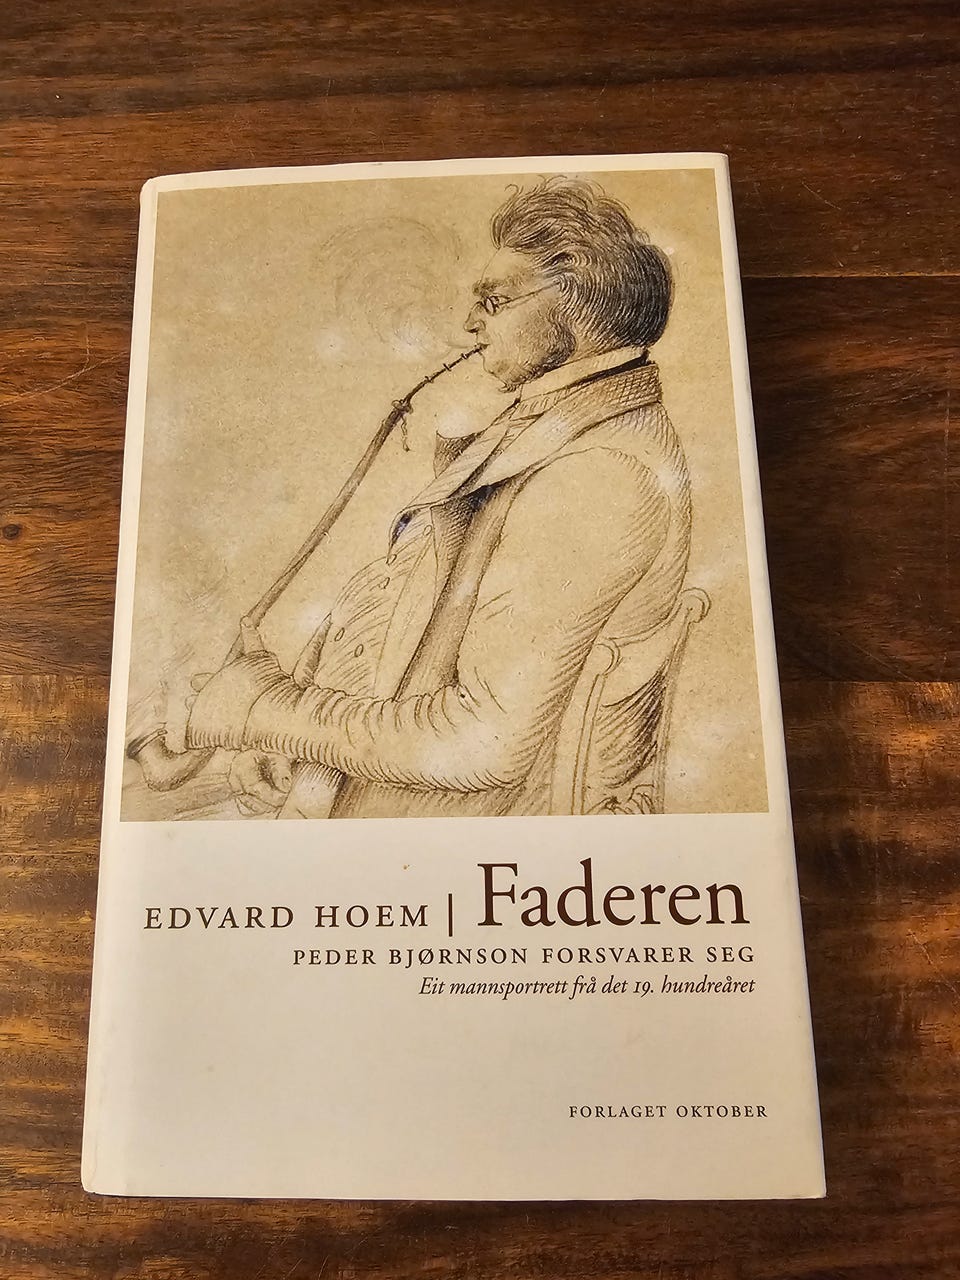 EDVARD HOEM | Faderen
PEDER BJØRNSON FORSVARER SEG
Eit mannsportrett frå det 19. hundreåret
FORLAGET OKTOBER